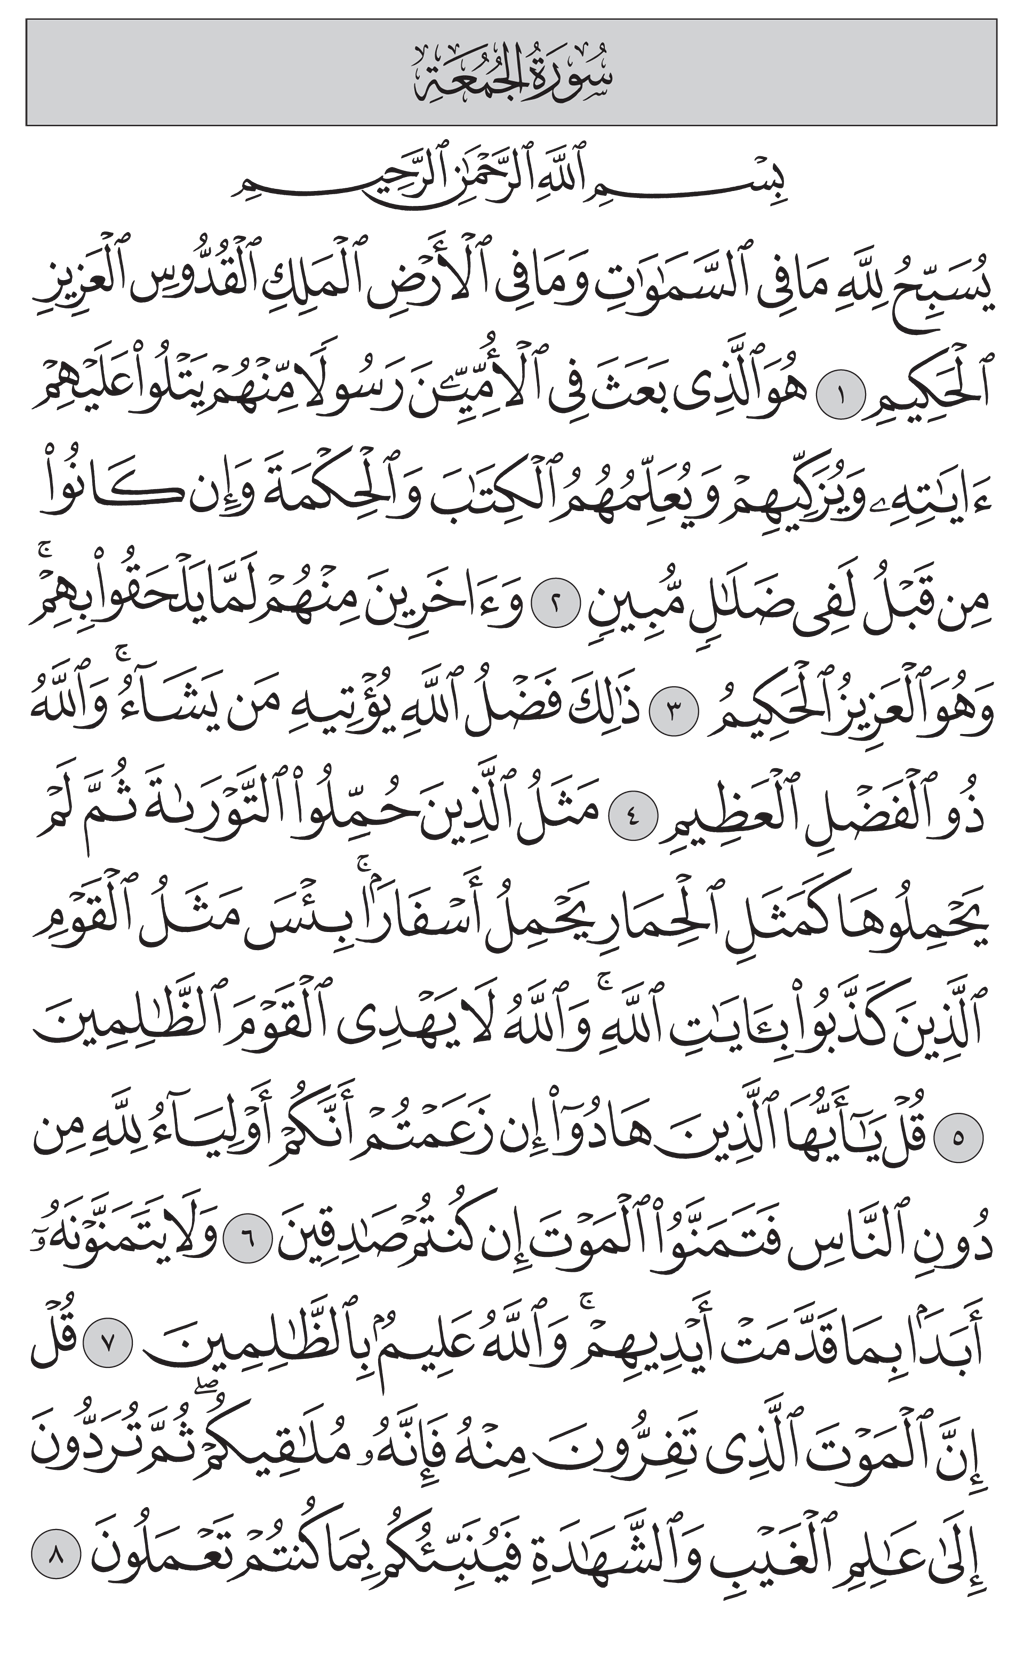 سُورَةُ الجُمُعَةِ
بِسْمِ ٱللَّهِ ٱلرَّحْمَٰنِ ٱلرَّحِيمِ
يُسَبِّحُ لِلَّهِ مَا فِى ٱلسَّمَٰوَٰتِ وَمَا فِى ٱلْأَرْضِ ٱلْمَلِكِ ٱلْقُدُّوسِ ٱلْعَزِيزِ
ٱلْحَكِيمِ ١ هُوَ ٱلَّذِى بَعَثَ فِى ٱلْأُمِّيِّـۧنَ رَسُولًا مِّنْهُمْ يَتْلُوا۟ عَلَيْهِمْ
ءَايَٰتِهِۦ وَيُزَكِّيهِمْ وَيُعَلِّمُهُمُ ٱلْكِتَٰبَ وَٱلْحِكْمَةَ وَإِن كَانُوا۟
مِن قَبْلُ لَفِى ضَلَٰلٍ مُّبِينٍ ٢ وَءَاخَرِينَ مِنْهُمْ لَمَّا يَلْحَقُوا۟ بِهِمْ ۚ
وَهُوَ ٱلْعَزِيزُ ٱلْحَكِيمُ ٣ ذَٰلِكَ فَضْلُ ٱللَّهِ يُؤْتِيهِ مَن يَشَآءُ ۚ وَٱللَّهُ
ذُو ٱلْفَضْلِ ٱلْعَظِيمِ ٤ مَثَلُ ٱلَّذِينَ حُمِّلُوا۟ ٱلتَّوْرَىٰةَ ثُمَّ لَمْ
يَحْمِلُوهَا كَمَثَلِ ٱلْحِمَارِ يَحْمِلُ أَسْفَارًۢا ۚ بِئْسَ مَثَلُ ٱلْقَوْمِ
ٱلَّذِينَ كَذَّبُوا۟ بِـَٔايَٰتِ ٱللَّهِ ۚ وَٱللَّهُ لَا يَهْدِى ٱلْقَوْمَ ٱلظَّٰلِمِينَ
٥ قُلْ يَٰٓأَيُّهَا ٱلَّذِينَ هَادُوٓا۟ إِن زَعَمْتُمْ أَنَّكُمْ أَوْلِيَآءُ لِلَّهِ مِن
دُونِ ٱلنَّاسِ فَتَمَنَّوُا۟ ٱلْمَوْتَ إِن كُنتُمْ صَٰدِقِينَ ٦ وَلَا يَتَمَنَّوْنَهُۥٓ
أَبَدًۢا بِمَا قَدَّمَتْ أَيْدِيهِمْ ۚ وَٱللَّهُ عَلِيمٌۢ بِٱلظَّٰلِمِينَ ٧ قُلْ
إِنَّ ٱلْمَوْتَ ٱلَّذِى تَفِرُّونَ مِنْهُ فَإِنَّهُۥ مُلَٰقِيكُمْ ۖ ثُمَّ تُرَدُّونَ
إِلَىٰ عَٰلِمِ ٱلْغَيْبِ وَٱلشَّهَٰدَةِ فَيُنَبِّئُكُم بِمَا كُنتُمْ تَعْمَلُونَ ٨